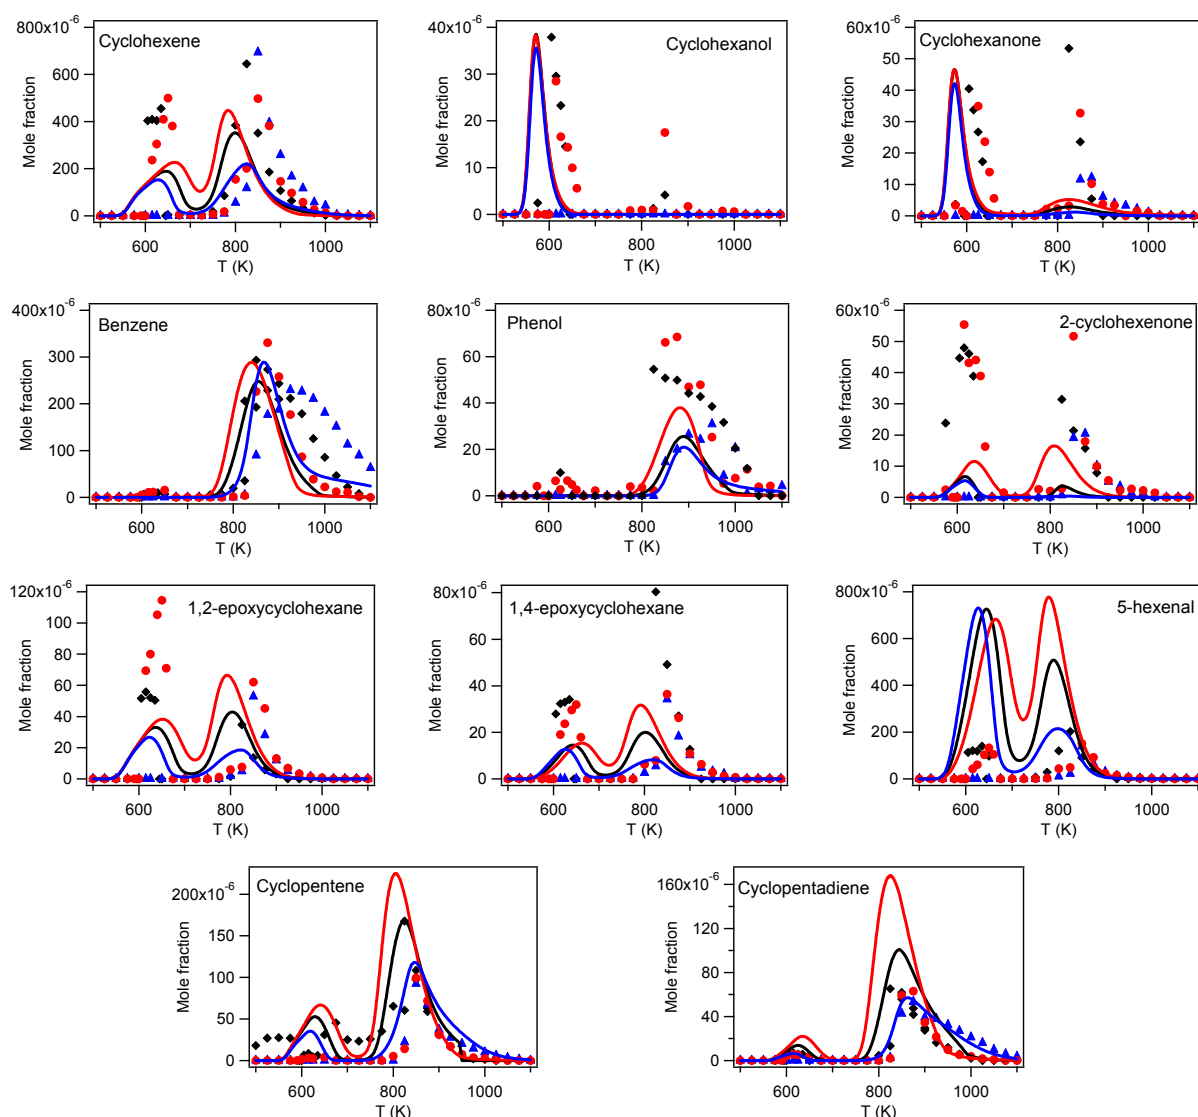 Cyclohexene
Mole fraction
800x10-6
600
400
200
0
600 800 1000
T (K)
Cyclohexanol
Mole fraction
40x10-6
30
20
10
0
600 800 1000
T (K)
Cyclohexanone
Mole fraction
60x10-6
50
40
30
20
10
0
600 800 1000
T (K)
Benzene
Mole fraction
400x10-6
300
200
100
0
600 800 1000
T (K)
Phenol
Mole fraction
80x10-6
60
40
20
0
600 800 1000
T (K)
2-cyclohexenone
Mole fraction
60x10-6
50
40
30
20
10
0
600 800 1000
T (K)
1,2-epoxycyclohexane
Mole fraction
120x10-6
100
80
60
40
20
0
600 800 1000
T (K)
1,4-epoxycyclohexane
Mole fraction
80x10-6
60
40
20
0
600 800 1000
T (K)
5-hexenal
Mole fraction
800x10-6
600
400
200
0
600 800 1000
T (K)
Cyclopentene
Mole fraction
200x10-6
150
100
50
0
600 800 1000
T (K)
Cyclopentadiene
Mole fraction
160x10-6
120
80
40
0
600 800 1000
T (K)